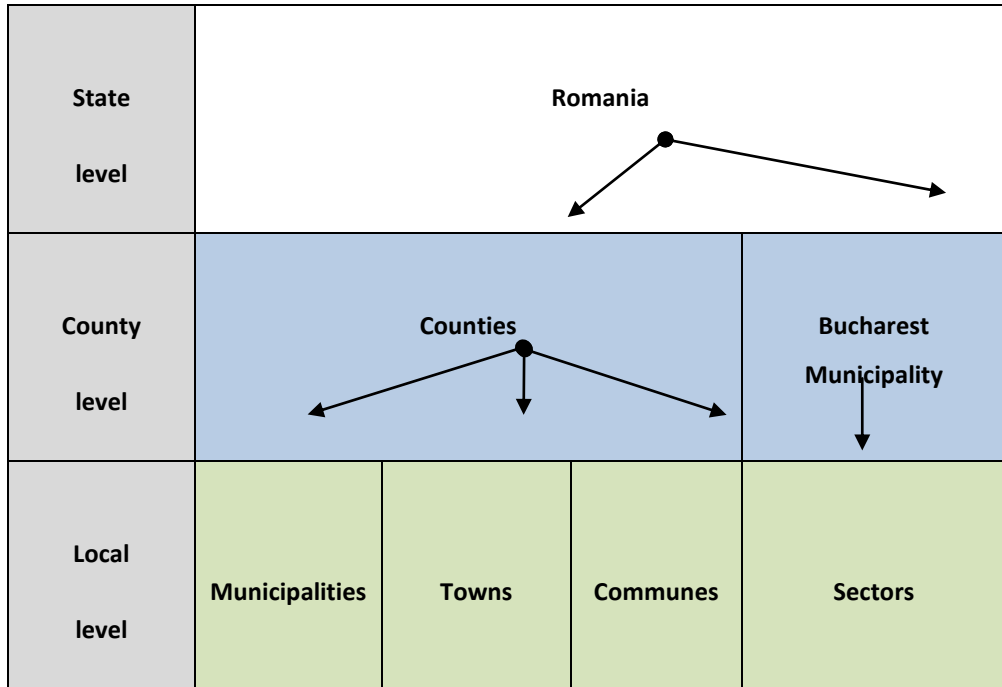 State
level
Romania
County
level
Counties
Bucharest
Municipality
Local
level
Municipalities
Towns
Communes
Sectors